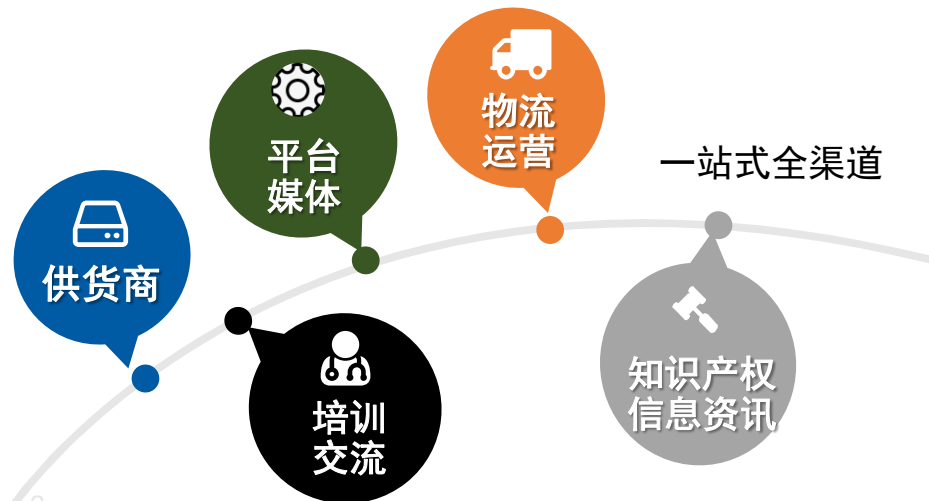 供货商
培训
交流
平台
媒体
物流
运营
一站式全渠道
知识产权
信息资讯